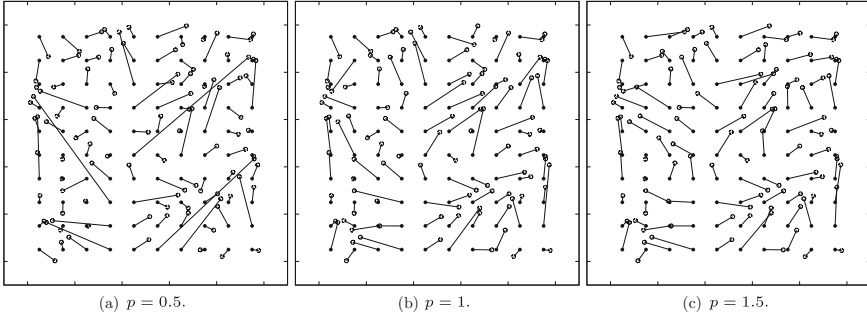 (a) p = 0.5.
(b) p = 1.
(c) p = 1.5.